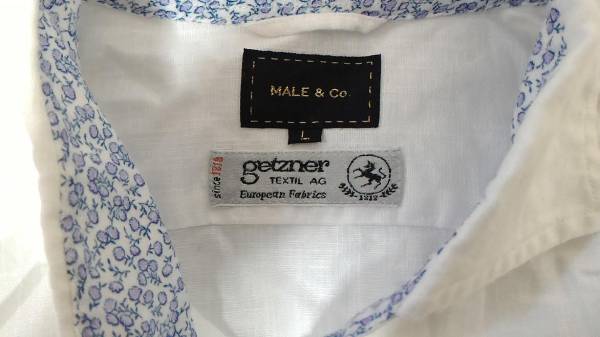 MALE & Co.
L
since 1818
getzner
TEXTIL AG
European Fabrics